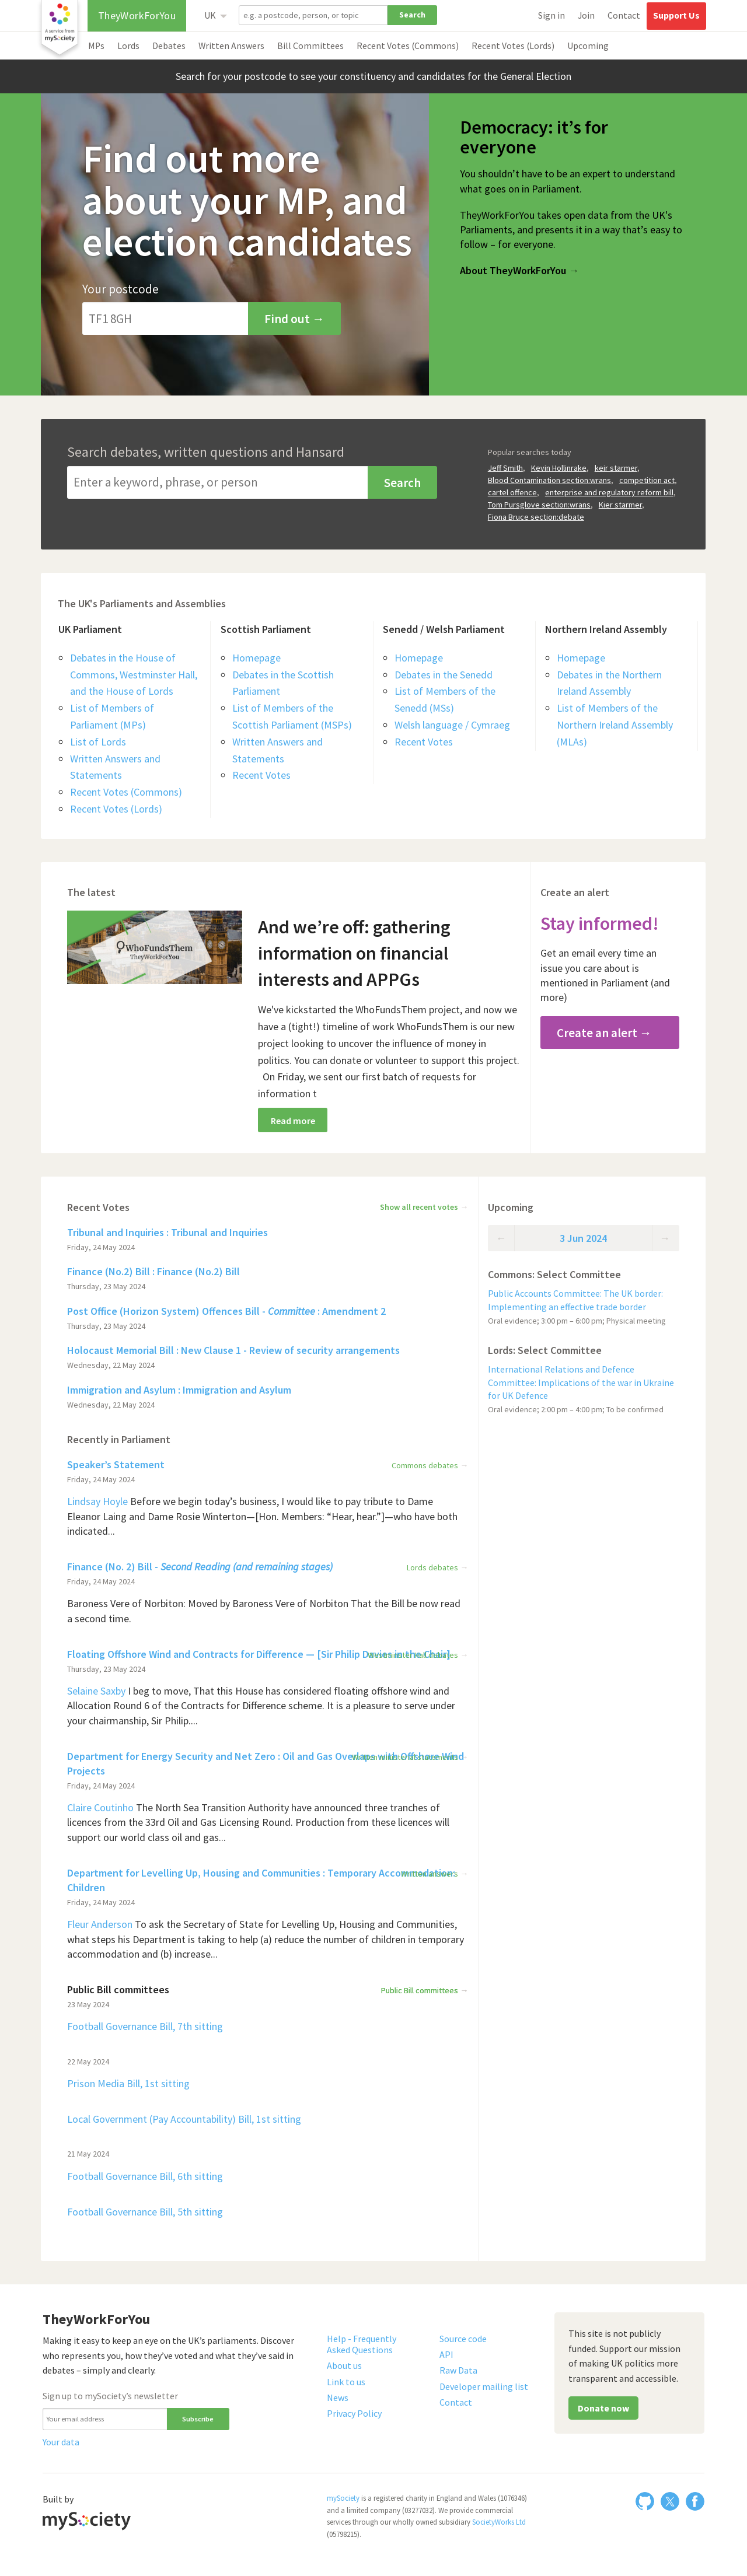 A service from
mySociety
TheyWorkForYou
UK
e.g. a postcode, person, or topic
Search
Sign in
Join
Contact
Support Us
MPs
Lords
Debates
Written Answers
Bill Committees
Recent Votes (Commons)
Recent Votes (Lords)
Upcoming
Search for your postcode to see your constituency and candidates for the General Election
Find out more
about your MP, and
election candidates
Your postcode
TF1 8GH
Find out →
Democracy: it’s for
everyone
You shouldn’t have to be an expert to understand
what goes on in Parliament.
TheyWorkForYou takes open data from the UK’s
Parliaments, and presents it in a way that’s easy to
follow – for everyone.
About TheyWorkForYou →
Search debates, written questions and Hansard
Enter a keyword, phrase, or person
Search
Popular searches today
Jeff Smith, Kevin Hollinrake, keir starmer,
Blood Contamination section:wrans, competition act,
cartel offence, enterprise and regulatory reform bill,
Tom Pursglove section:wrans, Kier starmer,
Fiona Bruce section:debate
The UK's Parliaments and Assemblies
UK Parliament
Debates in the House of
Commons, Westminster Hall,
and the House of Lords
List of Members of
Parliament (MPs)
List of Lords
Written Answers and
Statements
Recent Votes (Commons)
Recent Votes (Lords)
Scottish Parliament
Homepage
Debates in the Scottish
Parliament
List of Members of the
Scottish Parliament (MSPs)
Written Answers and
Statements
Recent Votes
Senedd / Welsh Parliament
Homepage
Debates in the Senedd
List of Members of the
Senedd (MSs)
Welsh language / Cymraeg
Recent Votes
Northern Ireland Assembly
Homepage
Debates in the Northern
Ireland Assembly
List of Members of the
Northern Ireland Assembly
(MLAs)
The latest
WhoFundsThem
TheyWorkForYou
And we’re off: gathering
information on financial
interests and APPGs
We've kickstarted the WhoFundsThem project, and now we
have a (tight!) timeline of work WhoFundsThem is our new
project looking to uncover the influence of money in
politics. You can donate or volunteer to support this project.
On Friday, we sent our first batch of requests for
information t
Read more
Create an alert
Stay informed!
Get an email every time an
issue you care about is
mentioned in Parliament (and
more)
Create an alert →
Recent Votes
Show all recent votes →
Tribunal and Inquiries : Tribunal and Inquiries
Friday, 24 May 2024
Finance (No.2) Bill : Finance (No.2) Bill
Thursday, 23 May 2024
Post Office (Horizon System) Offences Bill - Committee : Amendment 2
Thursday, 23 May 2024
Holocaust Memorial Bill : New Clause 1 - Review of security arrangements
Wednesday, 22 May 2024
Immigration and Asylum : Immigration and Asylum
Wednesday, 22 May 2024
Recently in Parliament
Speaker’s Statement
Commons debates →
Friday, 24 May 2024
Lindsay Hoyle Before we begin today’s business, I would like to pay tribute to Dame
Eleanor Laing and Dame Rosie Winterton—[Hon. Members: “Hear, hear.”]—who have both
indicated...
Finance (No. 2) Bill - Second Reading (and remaining stages)
Lords debates →
Friday, 24 May 2024
Baroness Vere of Norbiton: Moved by Baroness Vere of Norbiton That the Bill be now read
a second time.
Floating Offshore Wind and Contracts for Difference — [Sir Philip Davies in the Chair]
Thursday, 23 May 2024
Selaine Saxby I beg to move, That this House has considered floating offshore wind and
Allocation Round 6 of the Contracts for Difference scheme. It is a pleasure to serve under
your chairmanship, Sir Philip....
Department for Energy Security and Net Zero : Oil and Gas Overlaps with Offshore Wind
Projects
Friday, 24 May 2024
Claire Coutinho The North Sea Transition Authority have announced three tranches of
licences from the 33rd Oil and Gas Licensing Round. Production from these licences will
support our world class oil and gas...
Department for Levelling Up, Housing and Communities : Temporary Accommodation:
Children
Friday, 24 May 2024
Fleur Anderson To ask the Secretary of State for Levelling Up, Housing and Communities,
what steps his Department is taking to help (a) reduce the number of children in temporary
accommodation and (b) increase...
Public Bill committees
Public Bill committees →
23 May 2024
Football Governance Bill, 7th sitting
22 May 2024
Prison Media Bill, 1st sitting
Local Government (Pay Accountability) Bill, 1st sitting
21 May 2024
Football Governance Bill, 6th sitting
Football Governance Bill, 5th sitting
Upcoming
← 3 Jun 2024 →
Commons: Select Committee
Public Accounts Committee: The UK border:
Implementing an effective trade border
Oral evidence; 3:00 pm – 6:00 pm; Physical meeting
Lords: Select Committee
International Relations and Defence
Committee: Implications of the war in Ukraine
for UK Defence
Oral evidence; 2:00 pm – 4:00 pm; To be confirmed
TheyWorkForYou
Making it easy to keep an eye on the UK’s parliaments. Discover
who represents you, how they’ve voted and what they’ve said in
debates – simply and clearly.
Sign up to mySociety’s newsletter
Your email address
Subscribe
Your data
Help - Frequently
Asked Questions
About us
Link to us
News
Privacy Policy
Source code
API
Raw Data
Developer mailing list
Contact
This site is not publicly
funded. Support our mission
of making UK politics more
transparent and accessible.
Donate now
Built by
mySociety
mySociety is a registered charity in England and Wales (1076346)
and a limited company (03277032). We provide commercial
services through our wholly owned subsidiary SocietyWorks Ltd
(05798215).